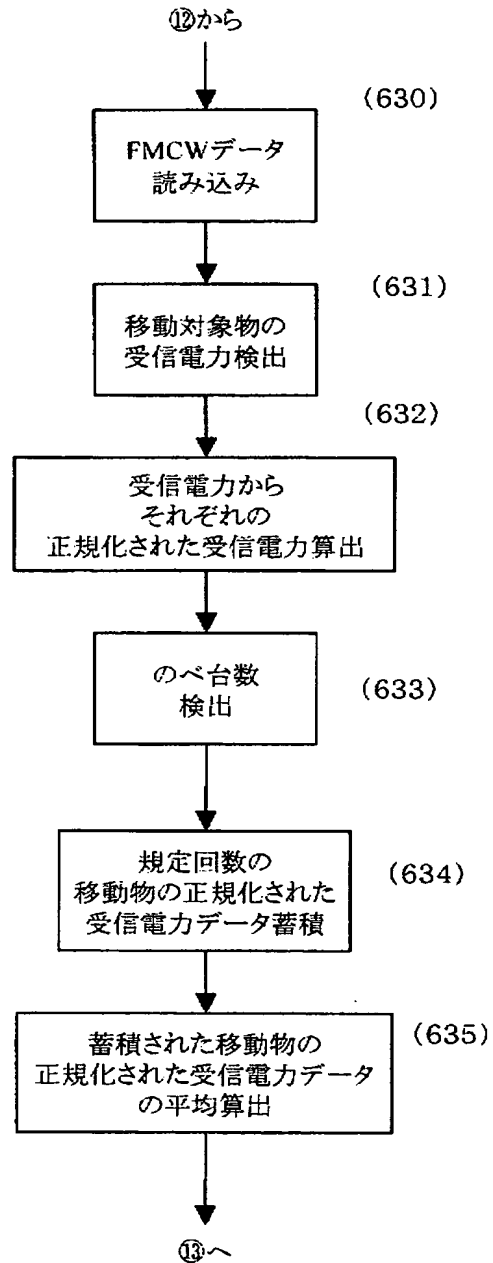 ⑫から
(630)
FMCWデータ
読み込み
(631)
移動対象物の
受信電力検出
(632)
受信電力から
それぞれの
正規化された受信電力算出
のべ台数
検出
(633)
規定回数の
移動物の正規化された
受信電力データ蓄積
(634)
蓄積された移動物の
正規化された受信電力データ
の平均算出
(635)
⑬へ